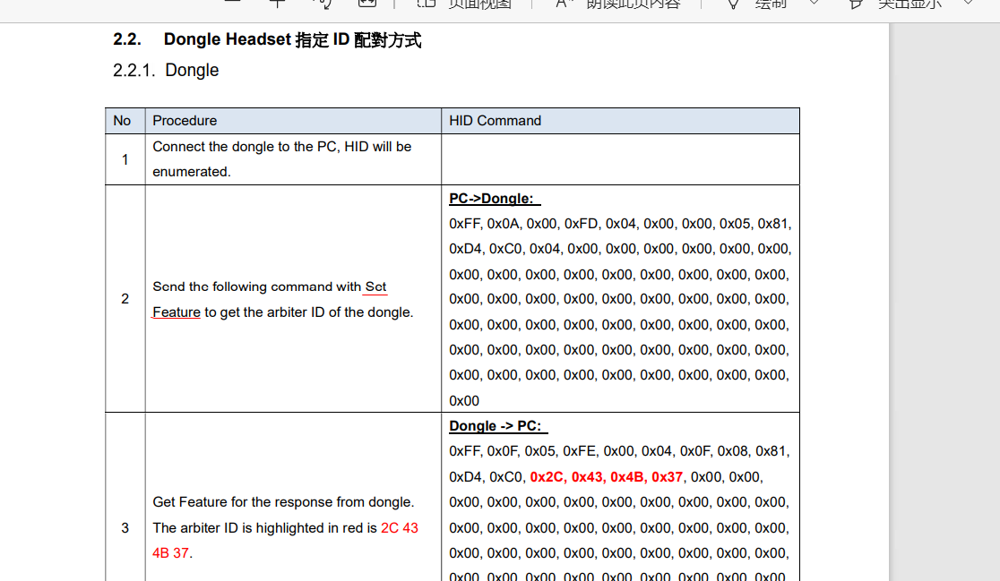 页面视图
朗读此页内容
绘制
突出显示
2.2. Dongle Headset 指定 ID 配對方式
2.2.1. Dongle
No Procedure HID Command
1
Connect the dongle to the PC, HID will be
enumerated.
2
Send the following command with Set
Feature to get the arbiter ID of the dongle.
PC->Dongle:
0xFF, 0x0A, 0x00, 0xFD, 0x04, 0x00, 0x00, 0x05, 0x81,
0xD4, 0xC0, 0x04, 0x00, 0x00, 0x00, 0x00, 0x00, 0x00,
0x00, 0x00, 0x00, 0x00, 0x00, 0x00, 0x00, 0x00, 0x00,
0x00, 0x00, 0x00, 0x00, 0x00, 0x00, 0x00, 0x00, 0x00,
0x00, 0x00, 0x00, 0x00, 0x00, 0x00, 0x00, 0x00, 0x00,
0x00, 0x00, 0x00, 0x00, 0x00, 0x00, 0x00, 0x00, 0x00,
0x00, 0x00, 0x00, 0x00, 0x00, 0x00, 0x00, 0x00, 0x00,
0x00
3
Get Feature for the response from dongle.
The arbiter ID is highlighted in red is 2C 43
4B 37.
Dongle -> PC:
0xFF, 0x0F, 0x05, 0xFE, 0x00, 0x04, 0x0F, 0x08, 0x81,
0xD4, 0xC0, 0x2C, 0x43, 0x4B, 0x37, 0x00, 0x00,
0x00, 0x00, 0x00, 0x00, 0x00, 0x00, 0x00, 0x00, 0x00,
0x00, 0x00, 0x00, 0x00, 0x00, 0x00, 0x00, 0x00, 0x00,
0x00, 0x00, 0x00, 0x00, 0x00, 0x00, 0x00, 0x00, 0x00,
0x00, 0x00, 0x00, 0x00, 0x00, 0x00, 0x00, 0x00, 0x00